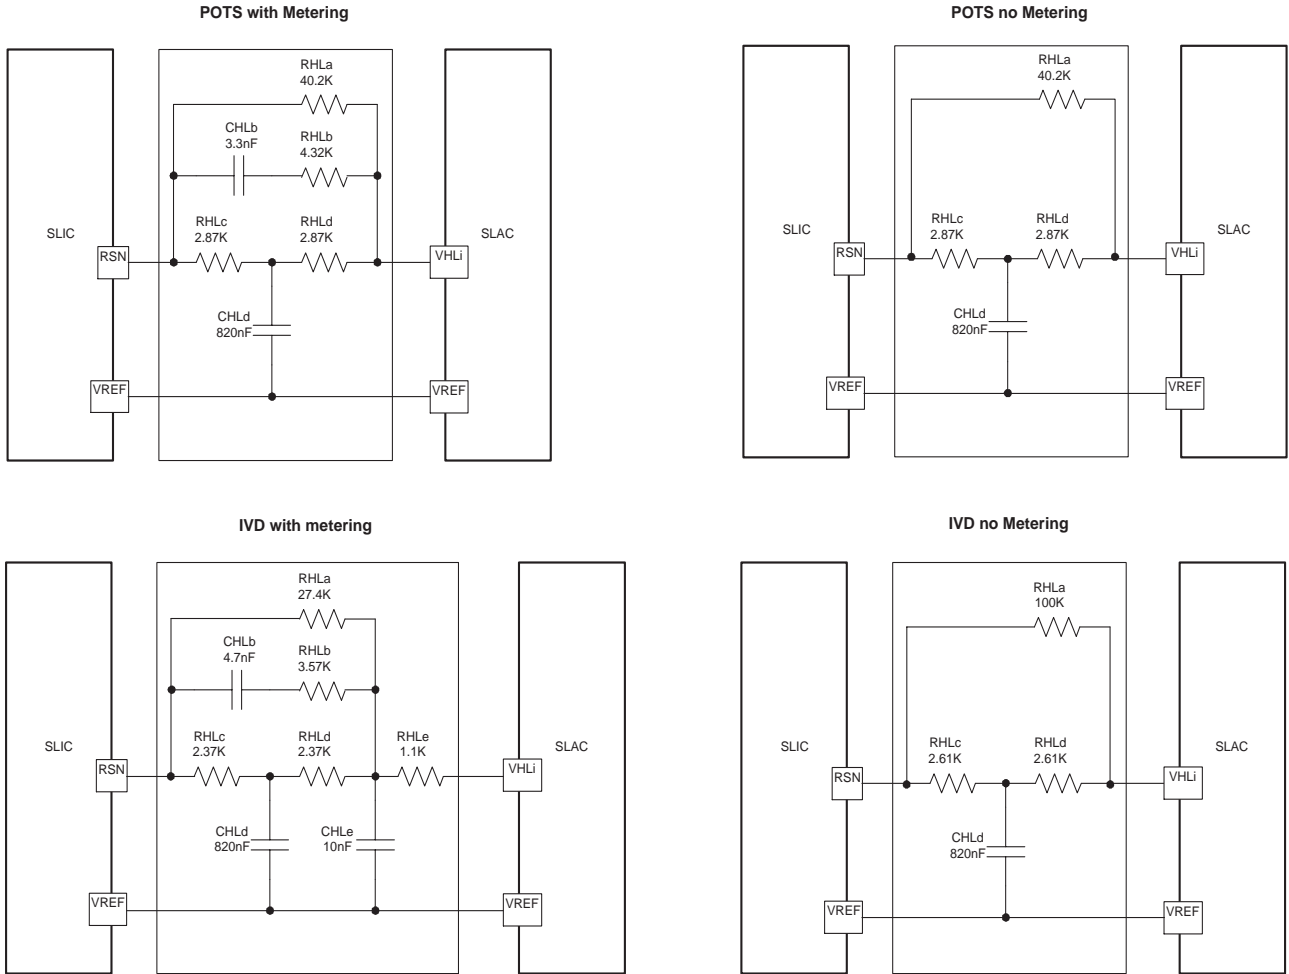 POTS with Metering
RHLa
40.2K
CHLb
3.3nF
RHLb
4.32K
SLIC
RHLc
2.87K
RHLd
2.87K
SLAC
RSN
VHLi
CHLd
820nF
VREF
VREF
POTS no Metering
RHLa
40.2K
SLIC
RHLc
2.87K
RHLd
2.87K
SLAC
RSN
VHLi
CHLd
820nF
VREF
VREF
IVD with metering
RHLa
27.4K
CHLb
4.7nF
RHLb
3.57K
SLIC
RHLc
2.37K
RHLd
2.37K
RHLe
1.1K
SLAC
RSN
VHLi
CHLd
820nF
CHLe
10nF
VREF
VREF
IVD no Metering
RHLa
100K
SLIC
RHLc
2.61K
RHLd
2.61K
SLAC
RSN
VHLi
CHLd
820nF
VREF
VREF